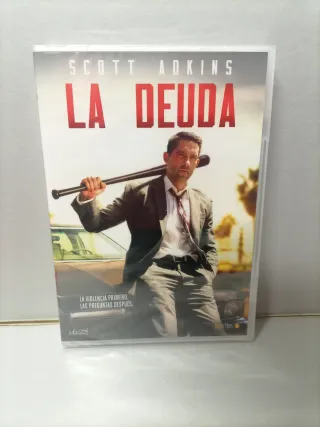 SCOTT ADKINS
LA DEUDA
LA VIOLENCIA PRIMERO.
LAS PREGUNTAS DESPUÉS.